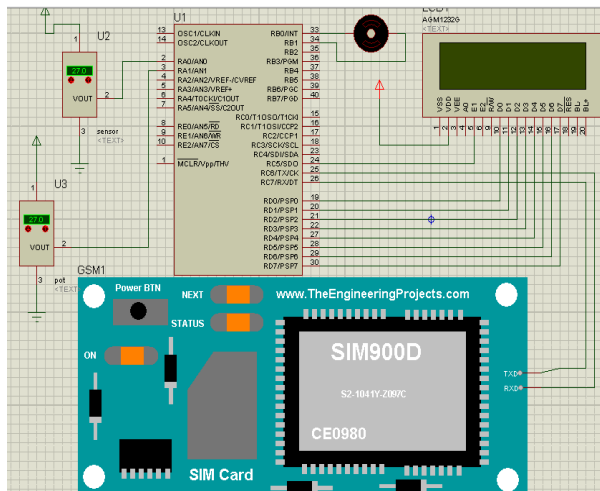 U1
U2
1
27.0
VOUT
2
3
sensor
<TEXT>
U3
1
27.0
VOUT
2
3
pot
<TEXT>
13 OSC1/CLKIN RB0/INT 33
14 OSC2/CLKOUT RB1 34
RB2 35
2 RA0/AN0 RB3/PGM 36
3 RA1/AN1 RB4 37
4 RA2/AN2/VREF-/CVREF RB5 38
5 RA3/AN3/VREF+ RB6/PGC 39
6 RA4/T0CKI/C1OUT RB7/PGD 40
7 RA5/AN4/SS/C2OUT
RC0/T1OSO/T1CKI 15
8 RE0/AN5/RD RC1/T1OSI/CCP2 16
9 RE1/AN6/WR RC2/CCP1 17
10 RE2/AN7/CS RC3/SCK/SCL 18
RC4/SDI/SDA 23
1 MCLR/Vpp/THV RC5/SDO 24
RC6/TX/CK 25
RC7/RX/DT 26
RD0/PSP0 19
RD1/PSP1 20
RD2/PSP2 21
RD3/PSP3 22
RD4/PSP4 27
RD5/PSP5 28
RD6/PSP6 29
RD7/PSP7 30
AGM1232G
<TEXT>
VSS VDD VEE A0 E1 E2 R/W D0 D1 D2 D3 D4 D5 D6 D7 RES BL- BL+
1 2 3 4 5 6 9 10 11 12 13 14 15 16 17 18 19 20
GSM1
Power BTN
NEXT
STATUS
ON
www.TheEngineeringProjects.com
SIM900D
S2-1041Y-Z097C
CE0980
SIM Card
TXD
RXD